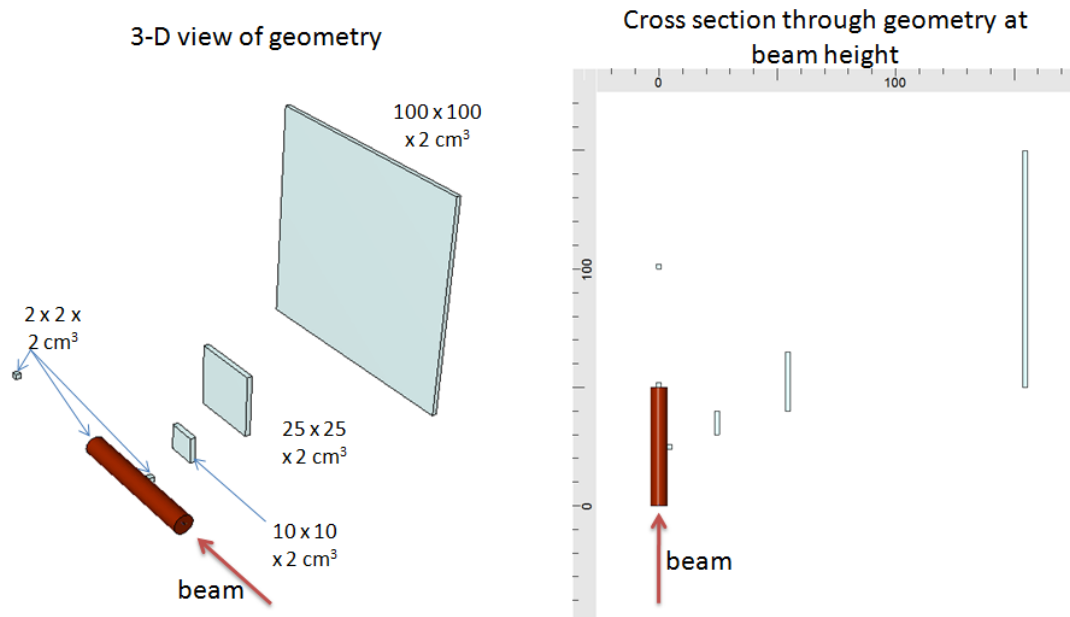 3-D view of geometry
100 x 100
x 2 cm³
2 x 2 x
2 cm³
25 x 25
x 2 cm³
10 x 10
x 2 cm³
beam
Cross section through geometry at
beam height
0
100
100
0
beam